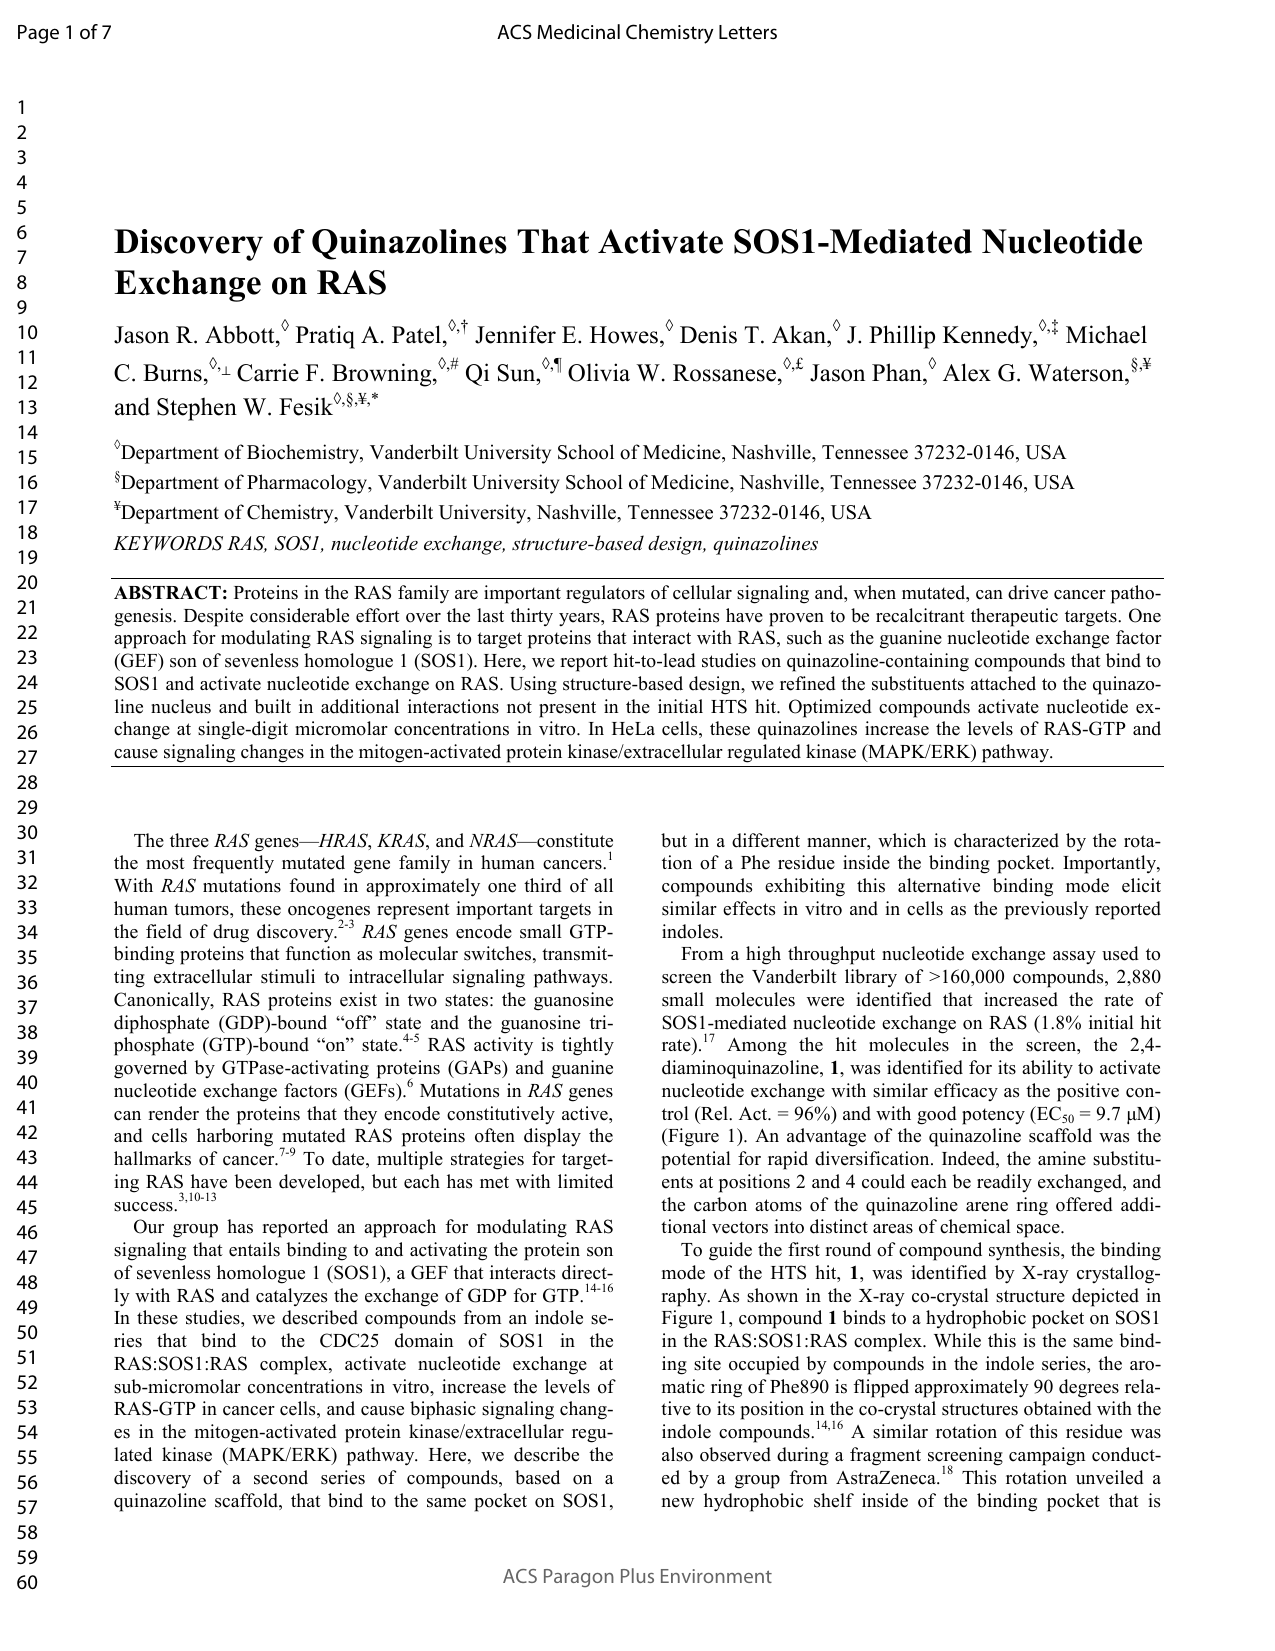 Page 1 of 7
ACS Medicinal Chemistry Letters
1
2
3
4
5
6
7
8
9
10
11
12
13
14
15
16
17
18
19
20
21
22
23
24
25
26
27
28
29
30
31
32
33
34
35
36
37
38
39
40
41
42
43
44
45
46
47
48
49
50
51
52
53
54
55
56
57
58
59
60
Discovery of Quinazolines That Activate SOS1-Mediated Nucleotide
Exchange on RAS
Jason R. Abbott,◊ Pratiq A. Patel,◊,† Jennifer E. Howes,◊ Denis T. Akan,◊ J. Phillip Kennedy,◊,‡ Michael
C. Burns,◊,⊥ Carrie F. Browning,◊,# Qi Sun,◊,¶ Olivia W. Rossanese,◊,£ Jason Phan,◊ Alex G. Waterson,§,¥
and Stephen W. Fesik◊,§,¥,*
◊Department of Biochemistry, Vanderbilt University School of Medicine, Nashville, Tennessee 37232-0146, USA
§Department of Pharmacology, Vanderbilt University School of Medicine, Nashville, Tennessee 37232-0146, USA
¥Department of Chemistry, Vanderbilt University, Nashville, Tennessee 37232-0146, USA
KEYWORDS RAS, SOS1, nucleotide exchange, structure-based design, quinazolines
ABSTRACT: Proteins in the RAS family are important regulators of cellular signaling and, when mutated, can drive cancer patho-
genesis. Despite considerable effort over the last thirty years, RAS proteins have proven to be recalcitrant therapeutic targets. One
approach for modulating RAS signaling is to target proteins that interact with RAS, such as the guanine nucleotide exchange factor
(GEF) son of sevenless homologue 1 (SOS1). Here, we report hit-to-lead studies on quinazoline-containing compounds that bind to
SOS1 and activate nucleotide exchange on RAS. Using structure-based design, we refined the substituents attached to the quinazo-
line nucleus and built in additional interactions not present in the initial HTS hit. Optimized compounds activate nucleotide ex-
change at single-digit micromolar concentrations in vitro. In HeLa cells, these quinazolines increase the levels of RAS-GTP and
cause signaling changes in the mitogen-activated protein kinase/extracellular regulated kinase (MAPK/ERK) pathway.
The three RAS genes—HRAS, KRAS, and NRAS—constitute
the most frequently mutated gene family in human cancers.1
With RAS mutations found in approximately one third of all
human tumors, these oncogenes represent important targets in
the field of drug discovery.2-3 RAS genes encode small GTP-
binding proteins that function as molecular switches, transmit-
ting extracellular stimuli to intracellular signaling pathways.
Canonically, RAS proteins exist in two states: the guanosine
diphosphate (GDP)-bound “off” state and the guanosine tri-
phosphate (GTP)-bound “on” state.4-5 RAS activity is tightly
governed by GTPase-activating proteins (GAPs) and guanine
nucleotide exchange factors (GEFs).6 Mutations in RAS genes
can render the proteins that they encode constitutively active,
and cells harboring mutated RAS proteins often display the
hallmarks of cancer.7-9 To date, multiple strategies for target-
ing RAS have been developed, but each has met with limited
success.3,10-13
Our group has reported an approach for modulating RAS
signaling that entails binding to and activating the protein son
of sevenless homologue 1 (SOS1), a GEF that interacts direct-
ly with RAS and catalyzes the exchange of GDP for GTP.14-16
In these studies, we described compounds from an indole se-
ries that bind to the CDC25 domain of SOS1 in the
RAS:SOS1:RAS complex, activate nucleotide exchange at
sub-micromolar concentrations in vitro, increase the levels of
RAS-GTP in cancer cells, and cause biphasic signaling chang-
es in the mitogen-activated protein kinase/extracellular regu-
lated kinase (MAPK/ERK) pathway. Here, we describe the
discovery of a second series of compounds, based on a
quinazoline scaffold, that bind to the same pocket on SOS1,
but in a different manner, which is characterized by the rota-
tion of a Phe residue inside the binding pocket. Importantly,
compounds exhibiting this alternative binding mode elicit
similar effects in vitro and in cells as the previously reported
indoles.
From a high throughput nucleotide exchange assay used to
screen the Vanderbilt library of >160,000 compounds, 2,880
small molecules were identified that increased the rate of
SOS1-mediated nucleotide exchange on RAS (1.8% initial hit
rate).17 Among the hit molecules in the screen, the 2,4-
diaminoquinazoline, 1, was identified for its ability to activate
nucleotide exchange with similar efficacy as the positive con-
trol (Rel. Act. = 96%) and with good potency (EC50 = 9.7 μM)
(Figure 1). An advantage of the quinazoline scaffold was the
potential for rapid diversification. Indeed, the amine substitu-
ents at positions 2 and 4 could each be readily exchanged, and
the carbon atoms of the quinazoline arene ring offered addi-
tional vectors into distinct areas of chemical space.
To guide the first round of compound synthesis, the binding
mode of the HTS hit, 1, was identified by X-ray crystallog-
raphy. As shown in the X-ray co-crystal structure depicted in
Figure 1, compound 1 binds to a hydrophobic pocket on SOS1
in the RAS:SOS1:RAS complex. While this is the same bind-
ing site occupied by compounds in the indole series, the aro-
matic ring of Phe890 is flipped approximately 90 degrees rela-
tive to its position in the co-crystal structures obtained with the
indole compounds.14,16 A similar rotation of this residue was
also observed during a fragment screening campaign conduct-
ed by a group from AstraZeneca.18 This rotation unveiled a
new hydrophobic shelf inside of the binding pocket that is
ACS Paragon Plus Environment